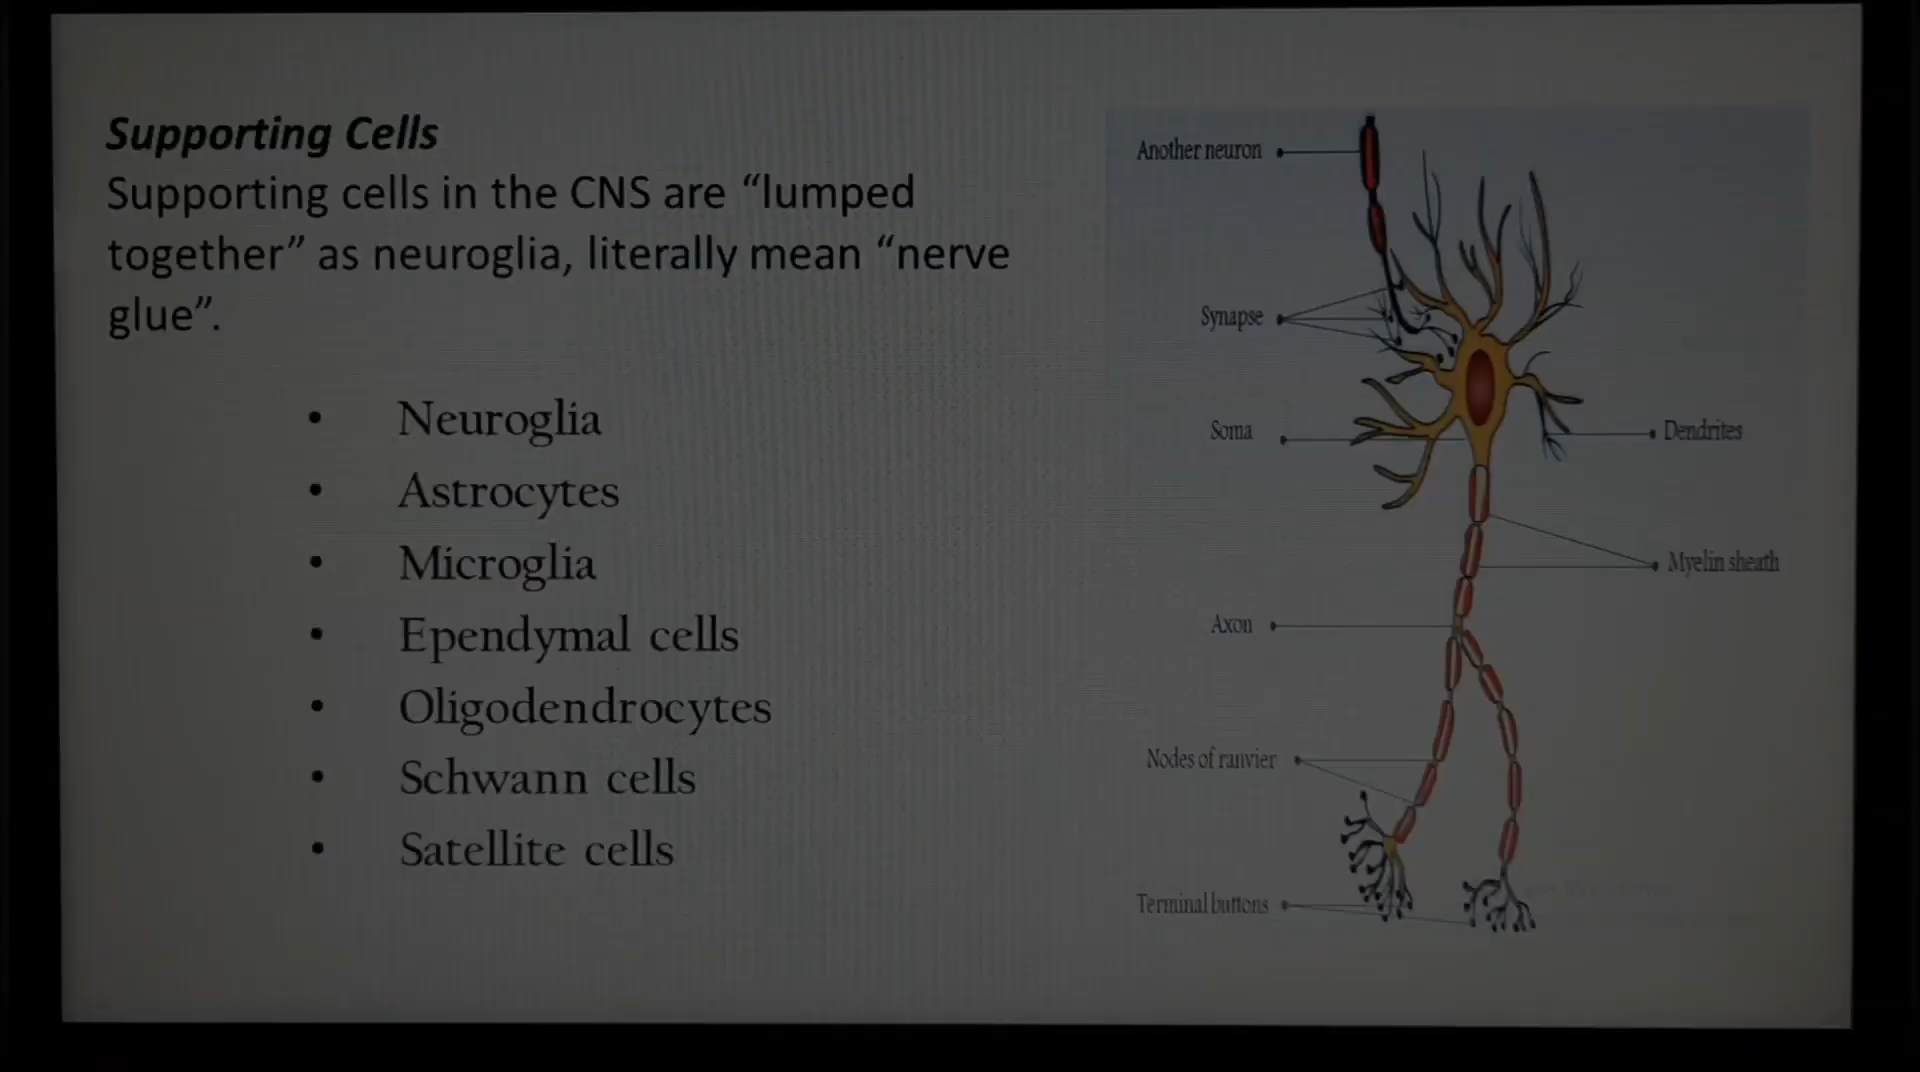 Supporting Cells
Supporting cells in the CNS are “lumped
together” as neuroglia, literally mean “nerve
glue”.
• Neuroglia
• Astrocytes
• Microglia
• Ependymal cells
• Oligodendrocytes
• Schwann cells
• Satellite cells
Another neuron
Synapse
Soma
Dendrites
Myelin sheath
Axon
Nodes of ranvier
Terminal buttons